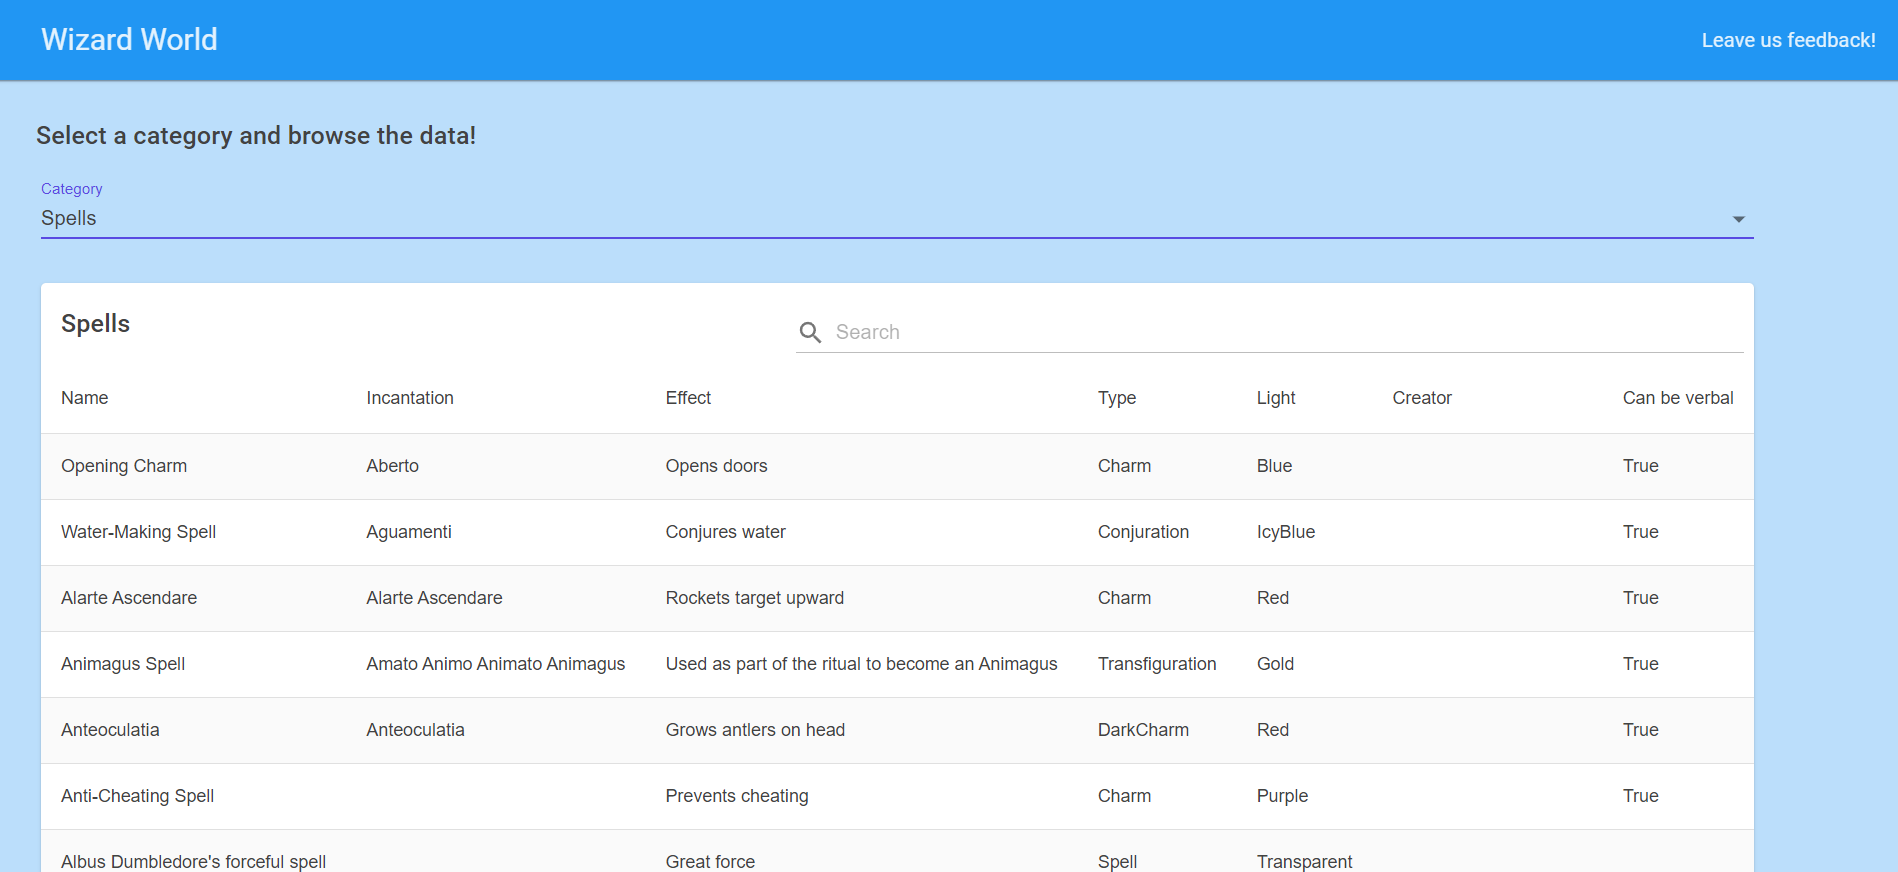 Wizard World
Leave us feedback!
Select a category and browse the data!
Category
Spells
Spells
Search
Name Incantation Effect Type Light Creator Can be verbal
Opening Charm Aberto Opens doors Charm Blue True
Water-Making Spell Aguamenti Conjures water Conjuration IcyBlue True
Alarte Ascendare Alarte Ascendare Rockets target upward Charm Red True
Animagus Spell Amato Animo Animato Animagus Used as part of the ritual to become an Animagus Transfiguration Gold True
Anteoculatia Anteoculatia Grows antlers on head DarkCharm Red True
Anti-Cheating Spell Prevents cheating Charm Purple True
Albus Dumbledore's forceful spell Great force Spell Transparent